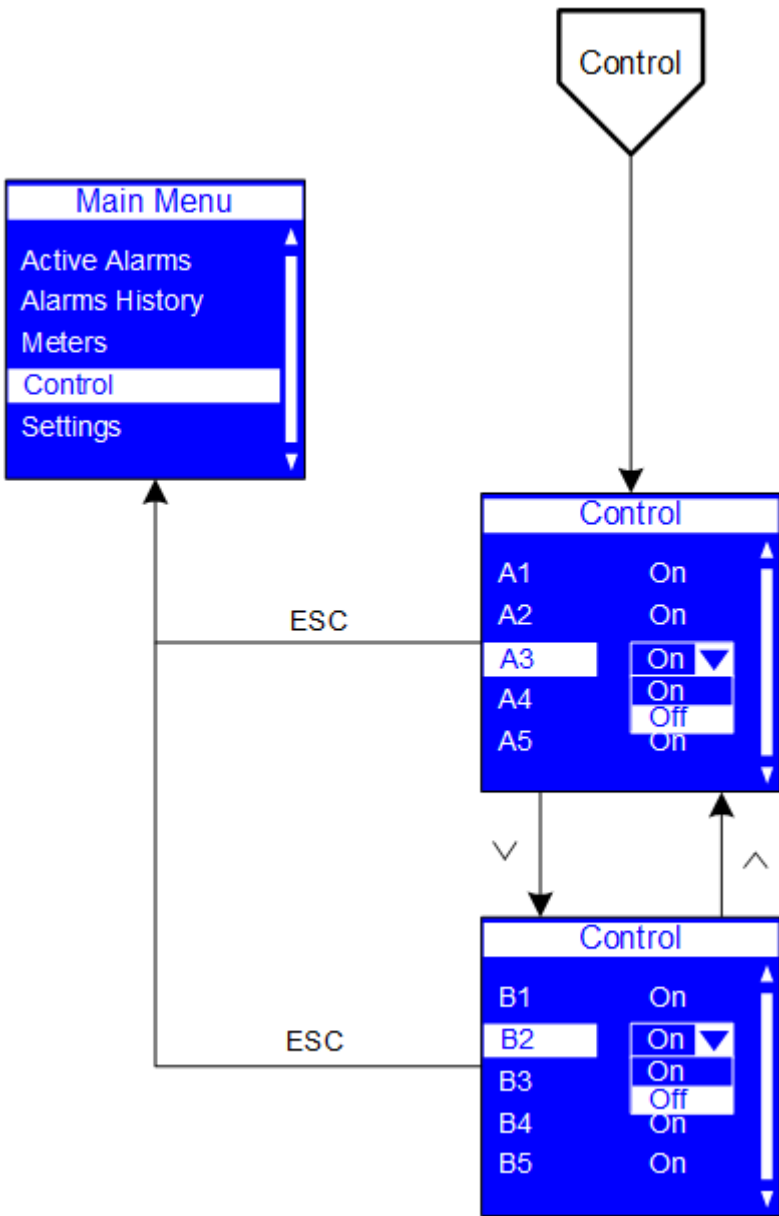 Control
Main Menu
Active Alarms
Alarms History
Meters
Control
Settings
Control
A1 On
A2 On
A3 On
On
A4
Off
A5 On
ESC
∨ ∧
Control
B1 On
B2 On
On
B3
Off
B4 On
B5 On
ESC